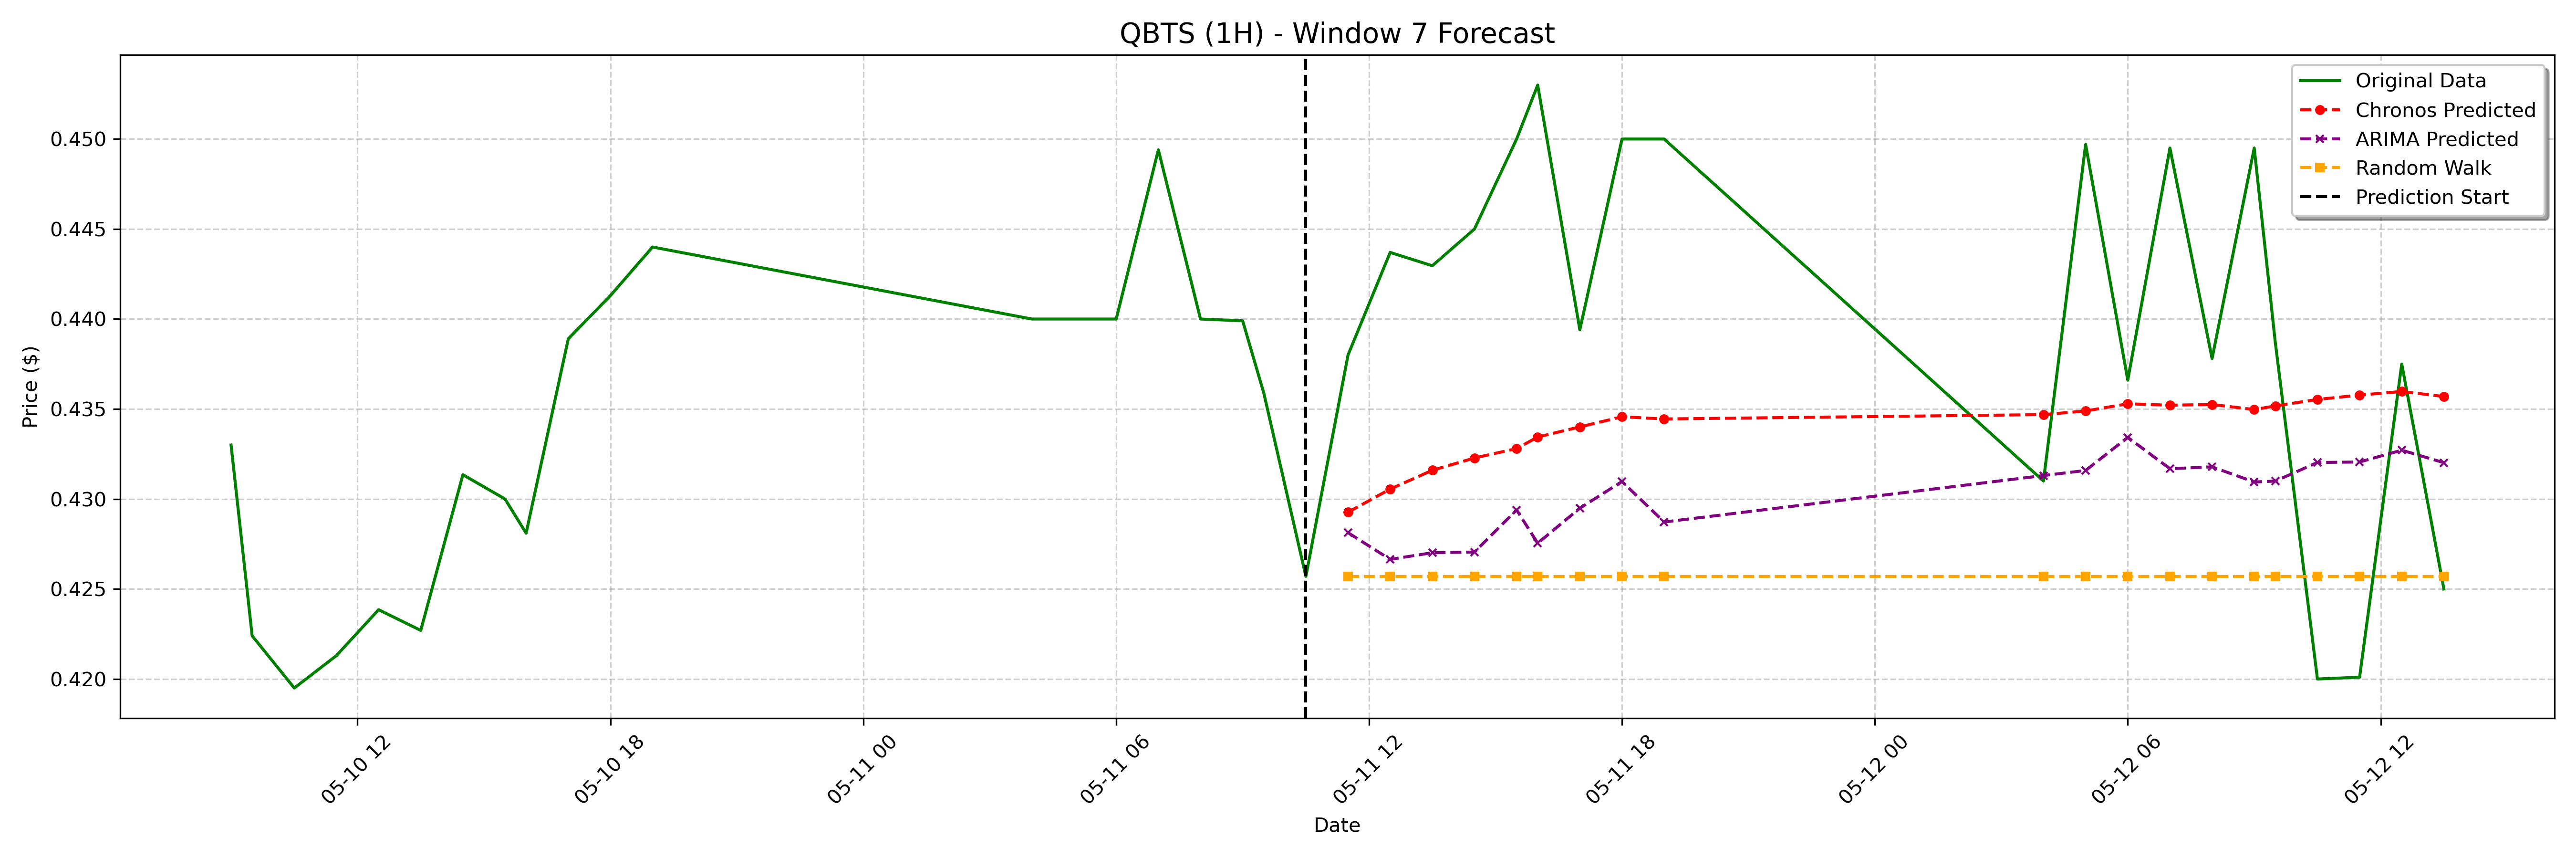 QBTS (1H) - Window 7 Forecast
Original Data
Chronos Predicted
ARIMA Predicted
Random Walk
Prediction Start
Price ($)
0.450
0.445
0.440
0.435
0.430
0.425
0.420
05-10 12
05-10 18
05-11 00
05-11 06
05-11 12
05-11 18
05-12 00
05-12 06
05-12 12
Date